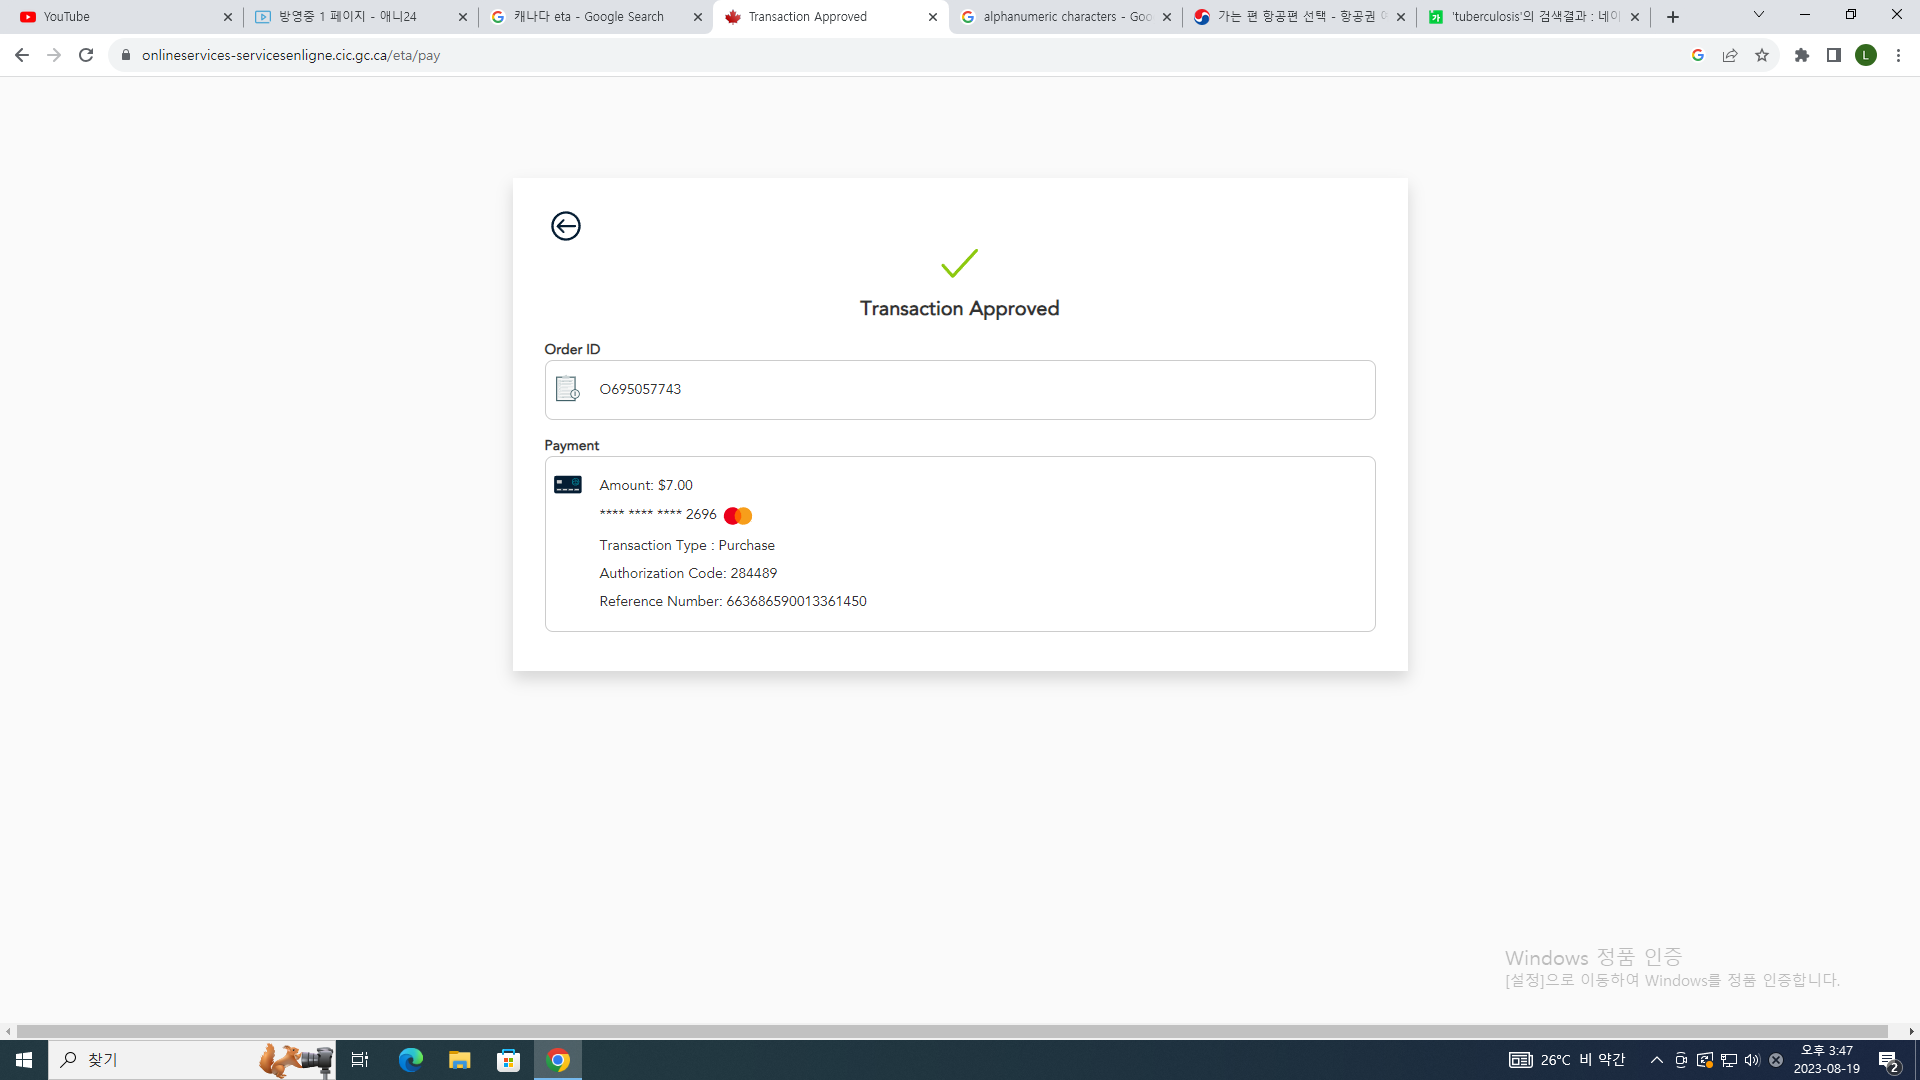 YouTube
방영중 1 페이지 - 애니24
캐나다 eta - Google Search
Transaction Approved
alphanumeric characters - Goo
가는 편 항공편 선택 - 항공권
'tuberculosis'의 검색결과 : 네이
onlineservices-servicesenligne.cic.gc.ca/eta/pay
L
Transaction Approved
Order ID
O695057743
Payment
Amount: $7.00
**** **** **** 2696
Transaction Type : Purchase
Authorization Code: 284489
Reference Number: 663686590013361450
Windows 정품 인증
[설정]으로 이동하여 Windows를 정품 인증합니다.
찾기
26°C 비 약간
오후 3:47
2023-08-19
2